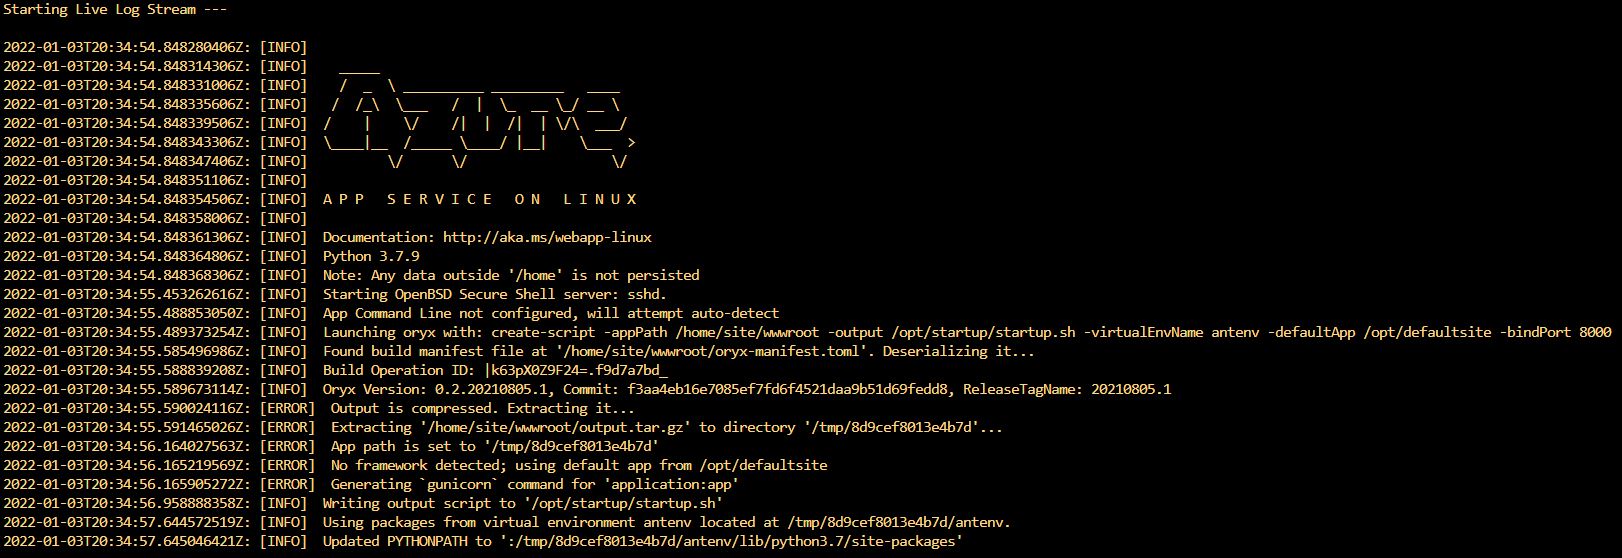 Starting Live Log Stream ---
2022-01-03T20:34:54.848280406Z: [INFO]
2022-01-03T20:34:54.848314306Z: [INFO]    _____
2022-01-03T20:34:54.848331006Z: [INFO]    /  _  \ __________ _________   ____
2022-01-03T20:34:54.848335606Z: [INFO]   /  /_\  \___   /  |  \_  __ \_/ __ \
2022-01-03T20:34:54.848339506Z: [INFO]  /    |    \/    /|  |  /|  | \/\  ___/
2022-01-03T20:34:54.848343306Z: [INFO]  \____|__  /_____ \____/ |__|    \___  >
2022-01-03T20:34:54.848347406Z: [INFO]          \/      \/                  \/
2022-01-03T20:34:54.848351106Z: [INFO]
2022-01-03T20:34:54.848354506Z: [INFO]  A P P   S E R V I C E   O N   L I N U X
2022-01-03T20:34:54.848358006Z: [INFO]
2022-01-03T20:34:54.848361306Z: [INFO]  Documentation: http://aka.ms/webapp-linux
2022-01-03T20:34:54.848364806Z: [INFO]  Python 3.7.9
2022-01-03T20:34:54.848368306Z: [INFO]  Note: Any data outside '/home' is not persisted
2022-01-03T20:34:55.453262616Z: [INFO]  Starting OpenBSD Secure Shell server: sshd.
2022-01-03T20:34:55.488853050Z: [INFO]  App Command Line not configured, will attempt auto-detect
2022-01-03T20:34:55.489373254Z: [INFO]  Launching oryx with: create-script -appPath /home/site/wwwroot -output /opt/startup/startup.sh -virtualEnvName antenv -defaultApp /opt/defaultsite -bindPort 8000
2022-01-03T20:34:55.585496986Z: [INFO]  Found build manifest file at '/home/site/wwwroot/oryx-manifest.toml'. Deserializing it...
2022-01-03T20:34:55.588839208Z: [INFO]  Build Operation ID: |k63pX0Z9F24=.f9d7a7bd_
2022-01-03T20:34:55.589673114Z: [INFO]  Oryx Version: 0.2.20210805.1, Commit: f3aa4eb16e7085ef7fd6f4521daa9b51d69fedd8, ReleaseTagName: 20210805.1
2022-01-03T20:34:55.590024116Z: [ERROR]  Output is compressed. Extracting it...
2022-01-03T20:34:55.591465026Z: [ERROR]  Extracting '/home/site/wwwroot/output.tar.gz' to directory '/tmp/8d9cef8013e4b7d'...
2022-01-03T20:34:56.164027563Z: [ERROR]  App path is set to '/tmp/8d9cef8013e4b7d'
2022-01-03T20:34:56.165219569Z: [ERROR]  No framework detected; using default app from /opt/defaultsite
2022-01-03T20:34:56.165905272Z: [ERROR]  Generating `gunicorn` command for 'application:app'
2022-01-03T20:34:56.958888358Z: [INFO]  Writing output script to '/opt/startup/startup.sh'
2022-01-03T20:34:57.644572519Z: [INFO]  Using packages from virtual environment antenv located at /tmp/8d9cef8013e4b7d/antenv.
2022-01-03T20:34:57.645046421Z: [INFO]  Updated PYTHONPATH to ':/tmp/8d9cef8013e4b7d/antenv/lib/python3.7/site-packages'